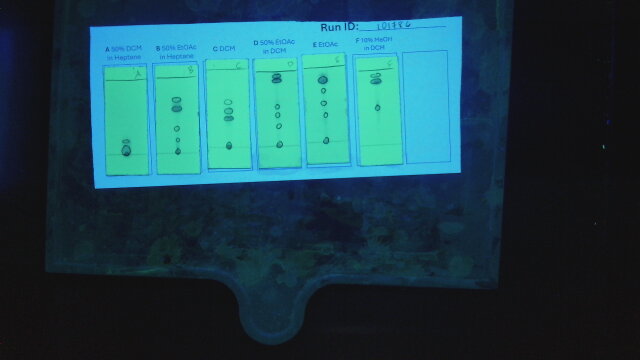 Run ID: 101786
A 50% DCM in Heptane
B 50% EtOAc in Heptane
C DCM
D 50% EtOAc in DCM
E EtOAc
F 10% MeOH in DCM
A
B
C
D
E
F